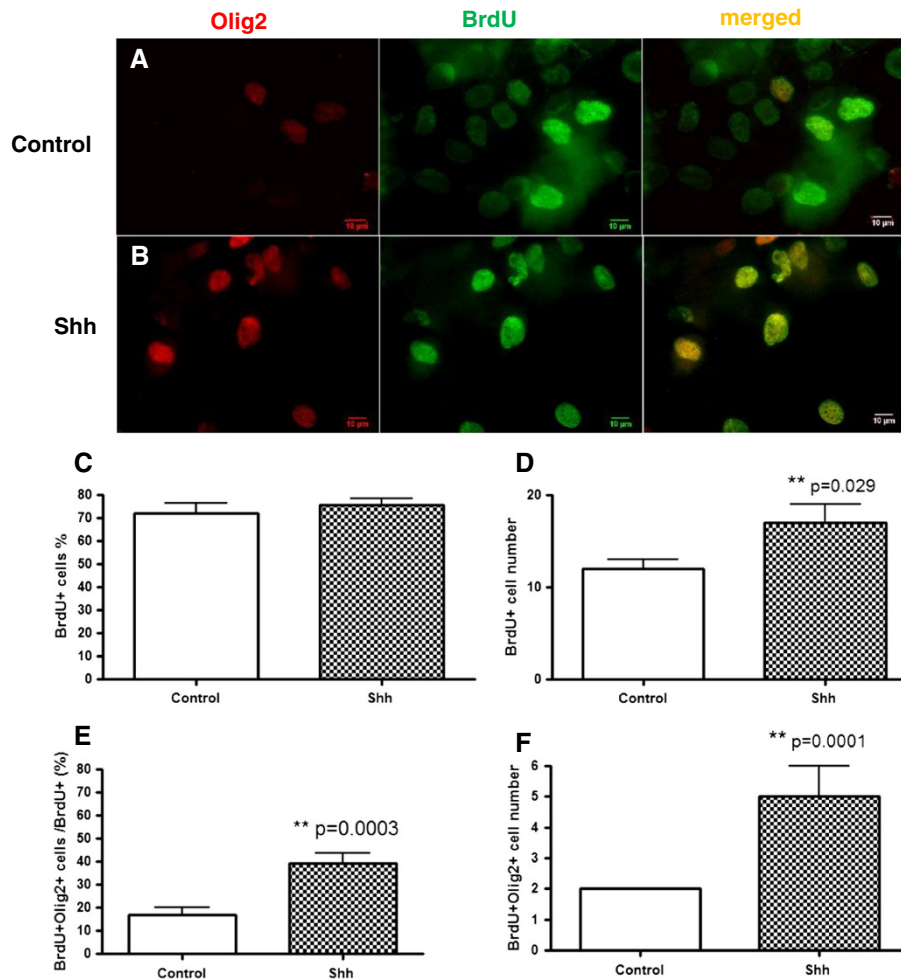 Olig2 BrdU merged
A
Control
10 µm 10 µm 10 µm
B
Shh
10 µm 10 µm 10 µm
C
BrdU+ cells %
80
70
60
50
40
30
20
10
0
Control Shh
D
BrdU+ cell number
** p=0.029
20
10
0
Control Shh
E
BrdU+Olig2+ cells /BrdU+ (%)
80
70
60
50
40
30
20
10
0
** p=0.0003
Control Shh
F
BrdU+Olig2+ cell number
** p=0.0001
6
5
4
3
2
1
0
Control Shh